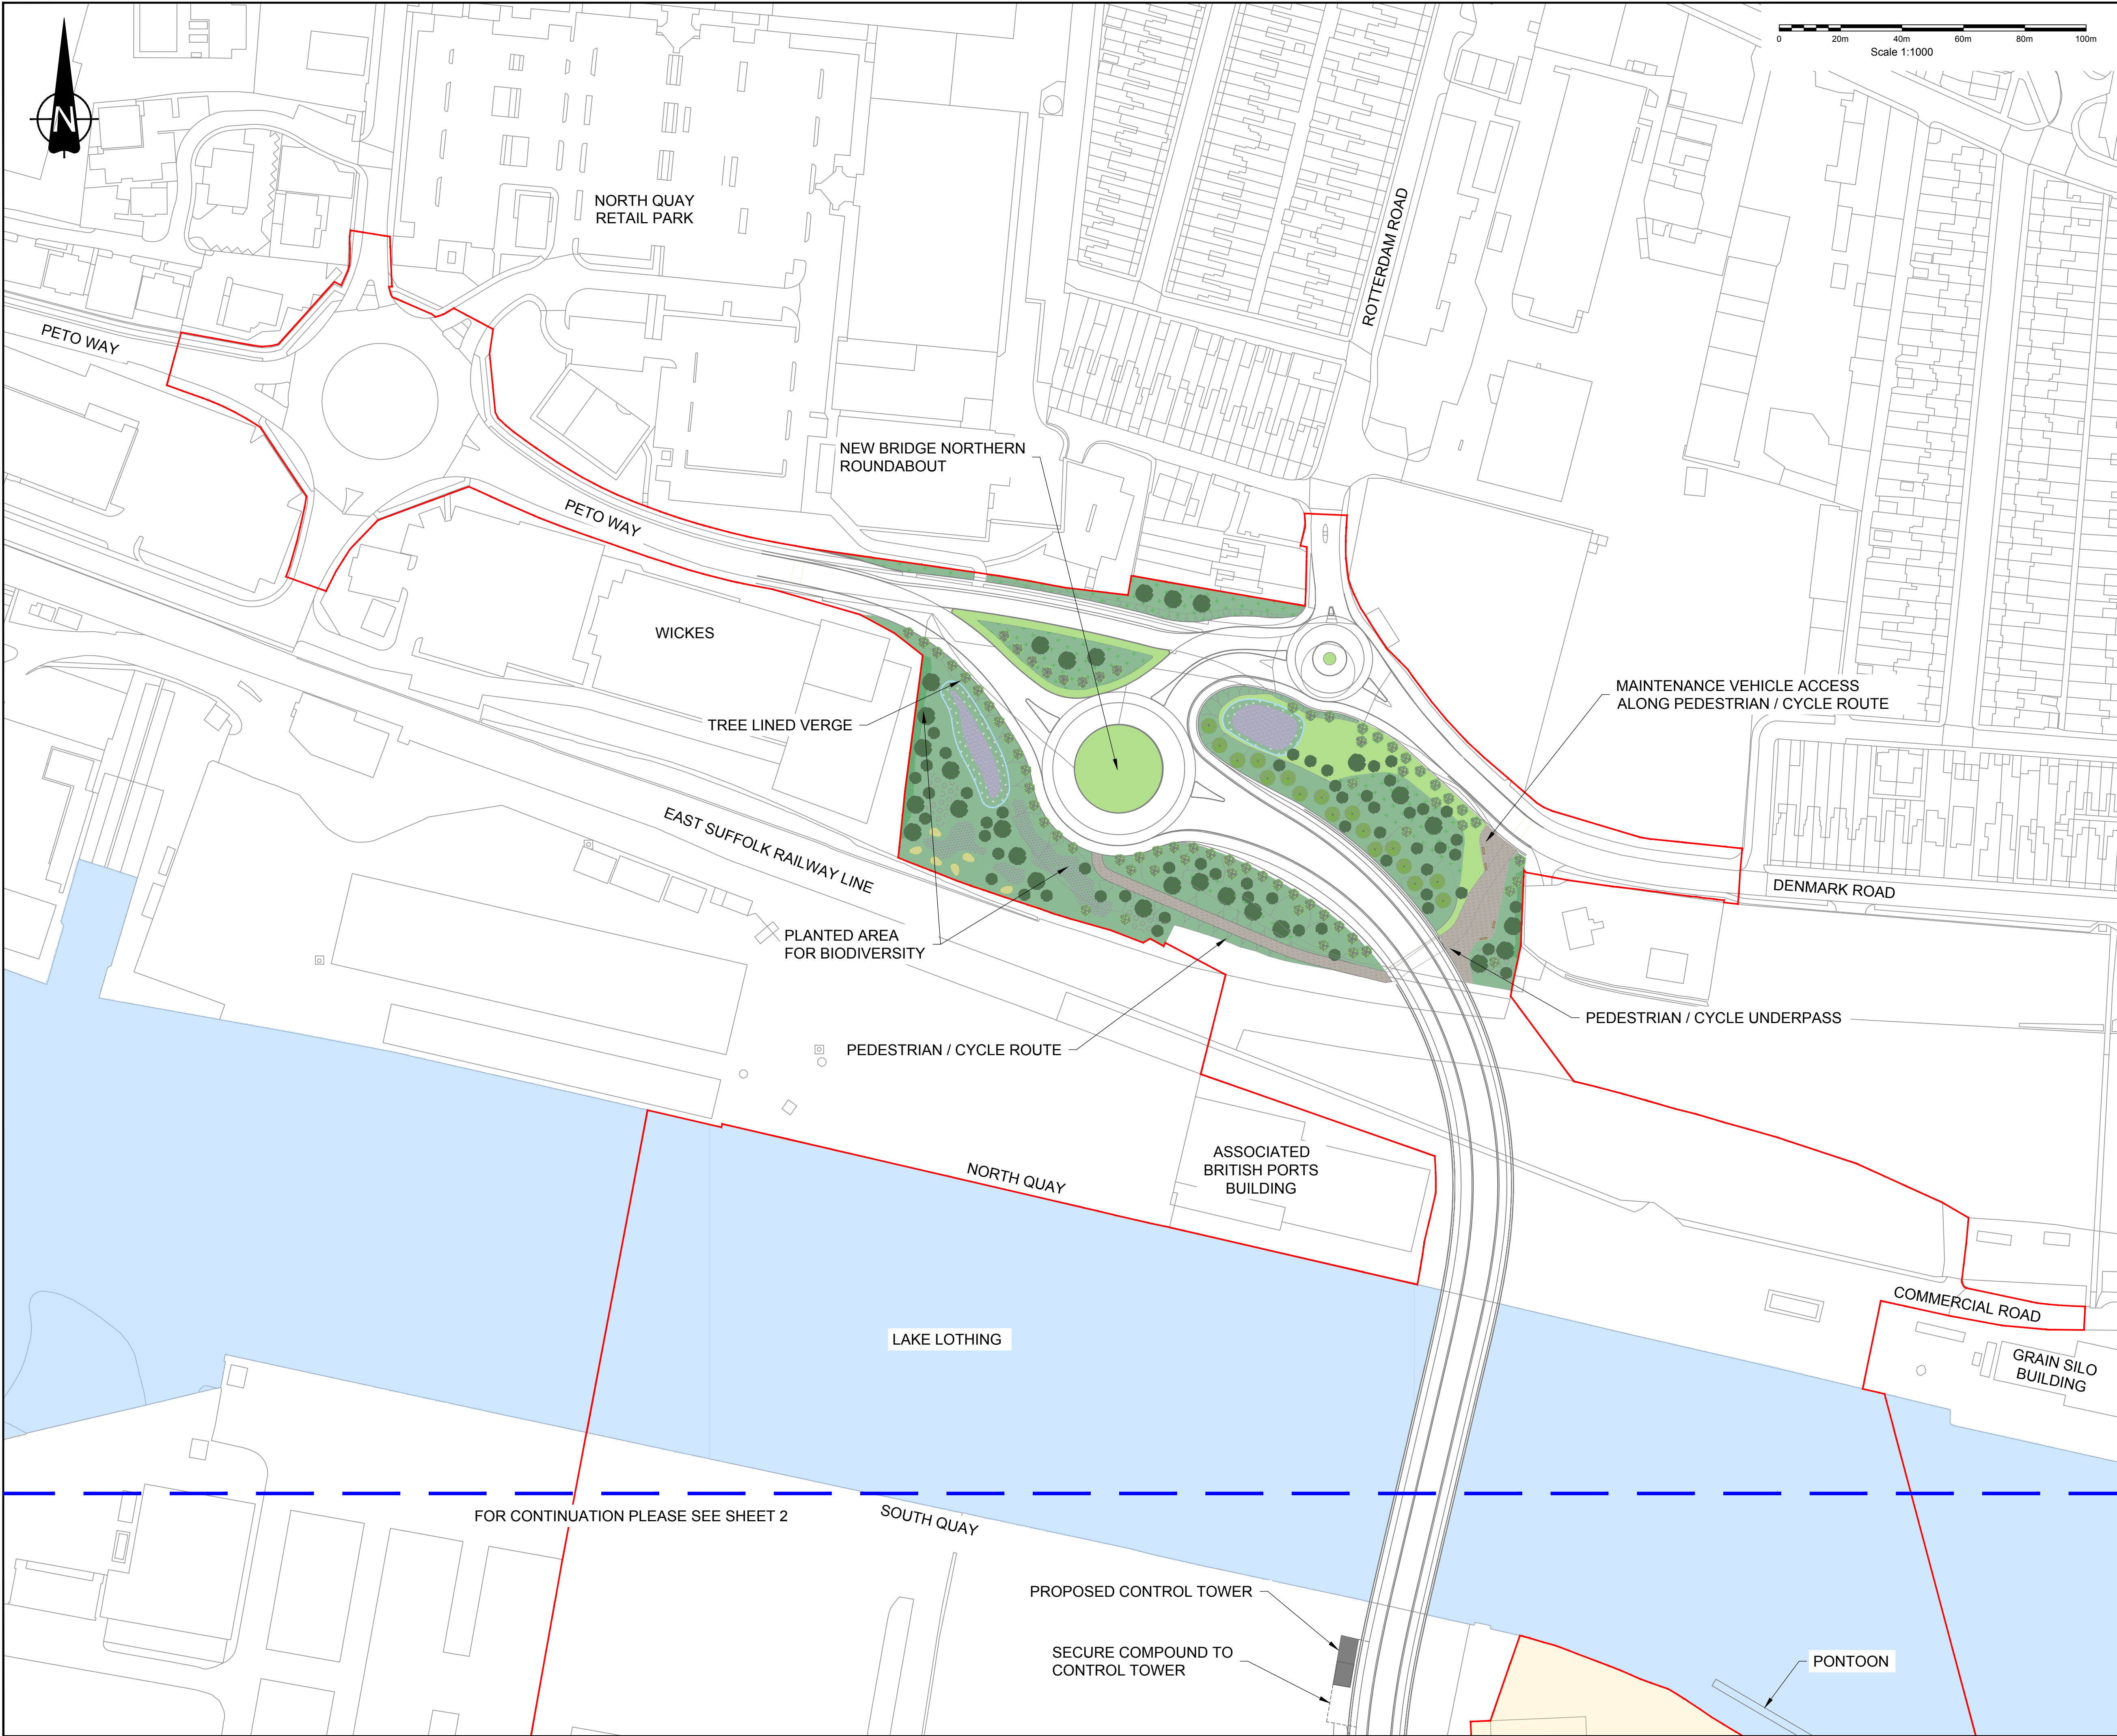 N
0 20m 40m 60m 80m 100m
Scale 1:1000
NORTH QUAY
RETAIL PARK
ROTTERDAM ROAD
PETO WAY
NEW BRIDGE NORTHERN
ROUNDABOUT
PETO WAY
WICKES
TREE LINED VERGE
MAINTENANCE VEHICLE ACCESS
ALONG PEDESTRIAN / CYCLE ROUTE
EAST SUFFOLK RAILWAY LINE
DENMARK ROAD
PLANTED AREA
FOR BIODIVERSITY
PEDESTRIAN / CYCLE UNDERPASS
PEDESTRIAN / CYCLE ROUTE
ASSOCIATED
BRITISH PORTS
BUILDING
NORTH QUAY
COMMERCIAL ROAD
LAKE LOTHING
GRAIN SILO
BUILDING
FOR CONTINUATION PLEASE SEE SHEET 2
SOUTH QUAY
PROPOSED CONTROL TOWER
SECURE COMPOUND TO
CONTROL TOWER
PONTOON